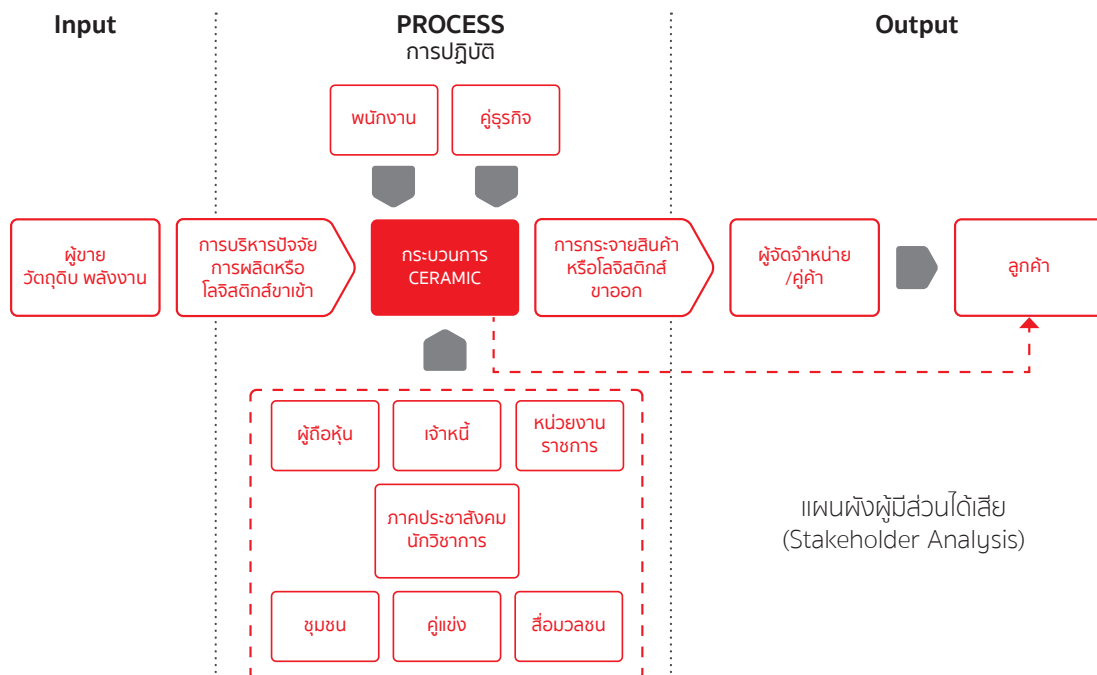 Input
PROCESS
การปฏิบัติ
Output
พนักงาน
คู่ธุรกิจ
ผู้ขาย
วัตถุดิบ พลังงาน
การบริหารปัจจัย
การผลิตหรือ
โลจิสติกส์ขาเข้า
กระบวนการ
CERAMIC
การกระจายสินค้า
หรือโลจิสติกส์
ขาออก
ผู้จัดจำหน่าย
/คู่ค้า
ลูกค้า
ผู้ถือหุ้น
เจ้าหนี้
หน่วยงาน
ราชการ
ภาคประชาสังคม
นักวิชาการ
ชุมชน
คู่แข่ง
สื่อมวลชน
แผนผังผู้มีส่วนได้เสีย
(Stakeholder Analysis)